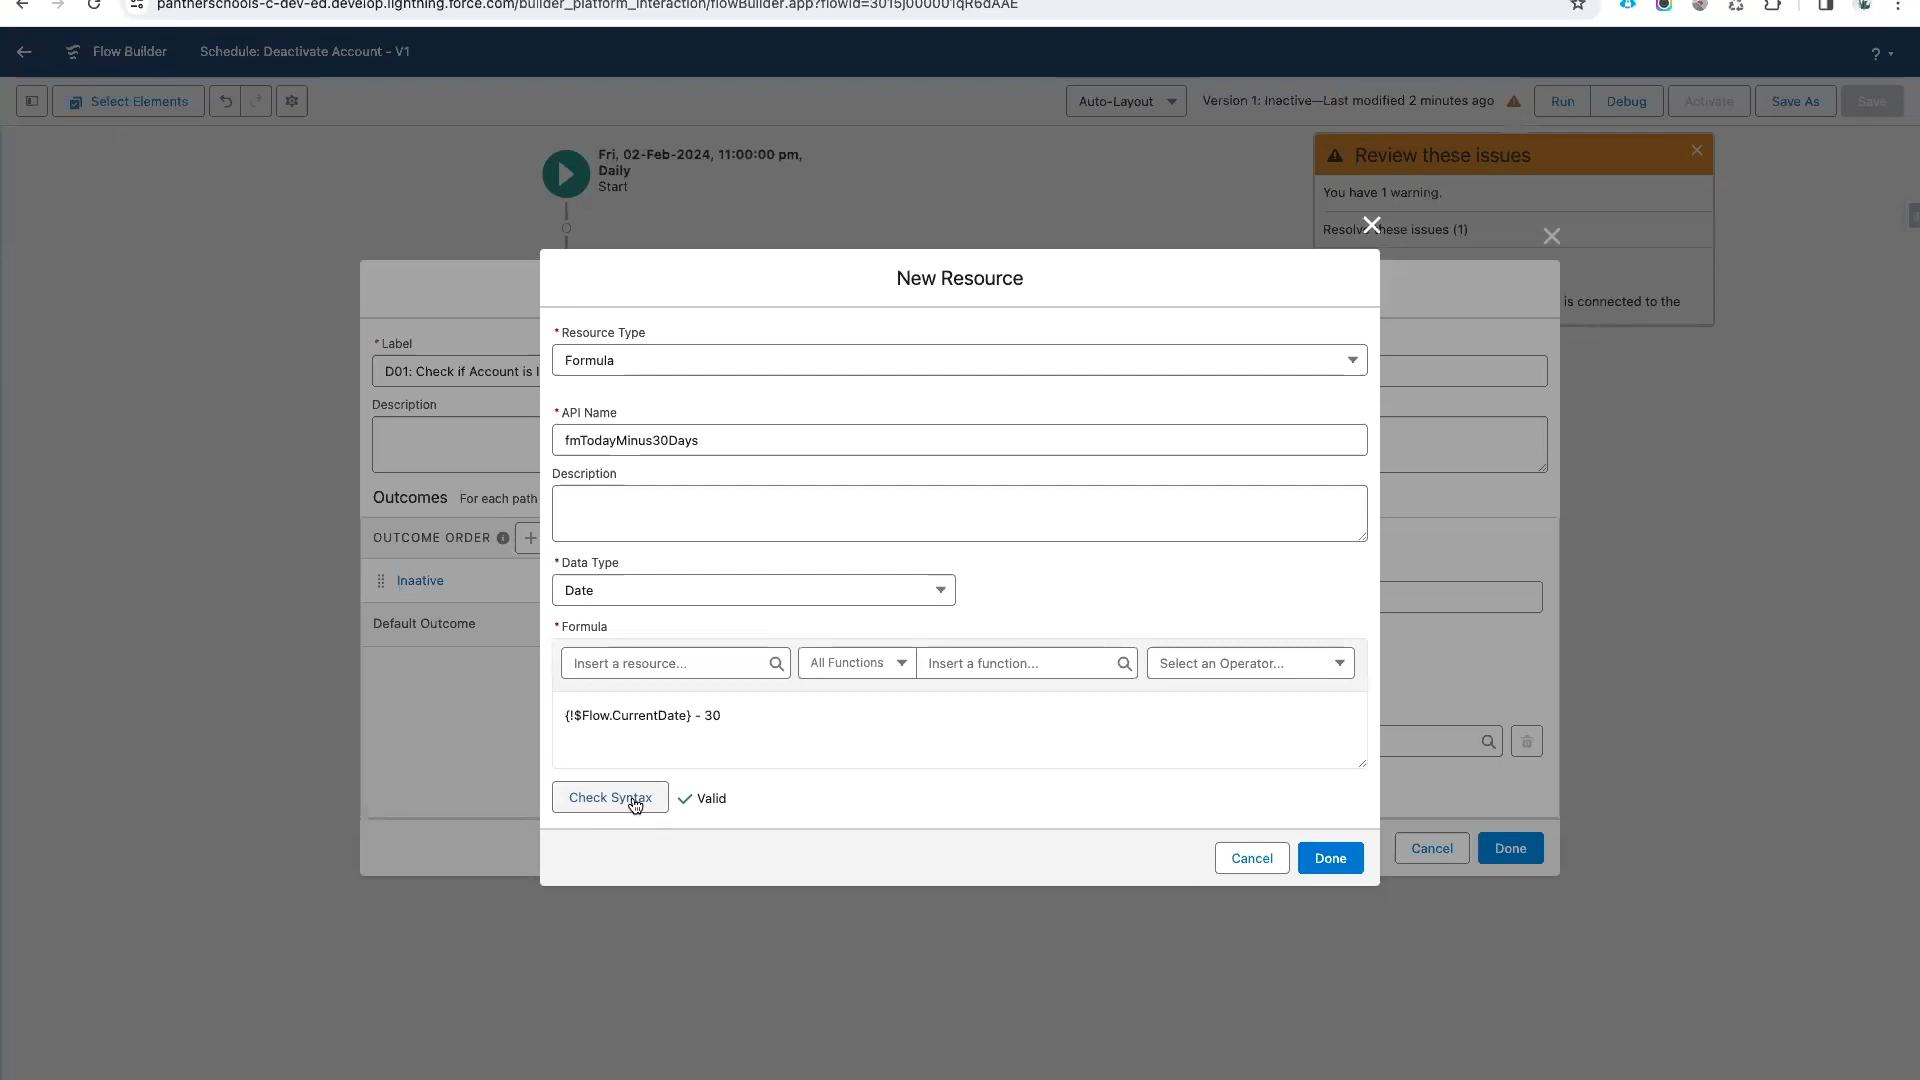 pantherschools-c-dev-ed.develop.lightning.force.com/builder_platform_interaction/flowBuilder.app?flowId=3015j000001qR6dAAE
Flow Builder
Schedule: Deactivate Account - V1
?
Select Elements
Auto-Layout
Version 1: Inactive—Last modified 2 minutes ago
Run
Debug
Activate
Save As
Save
Fri, 02-Feb-2024, 11:00:00 pm,
Daily
Start
Review these issues
You have 1 warning.
Resolve these issues (1)
is connected to the
New Resource
* Resource Type
Formula
* API Name
fmTodayMinus30Days
Description
* Data Type
Date
* Formula
Insert a resource...
All Functions
Insert a function...
Select an Operator...
{!$Flow.CurrentDate} - 30
Check Syntax
Valid
Cancel
Done
* Label
D01: Check if Account is
Description
Outcomes
For each path
OUTCOME ORDER
Inaative
Default Outcome
Cancel
Done